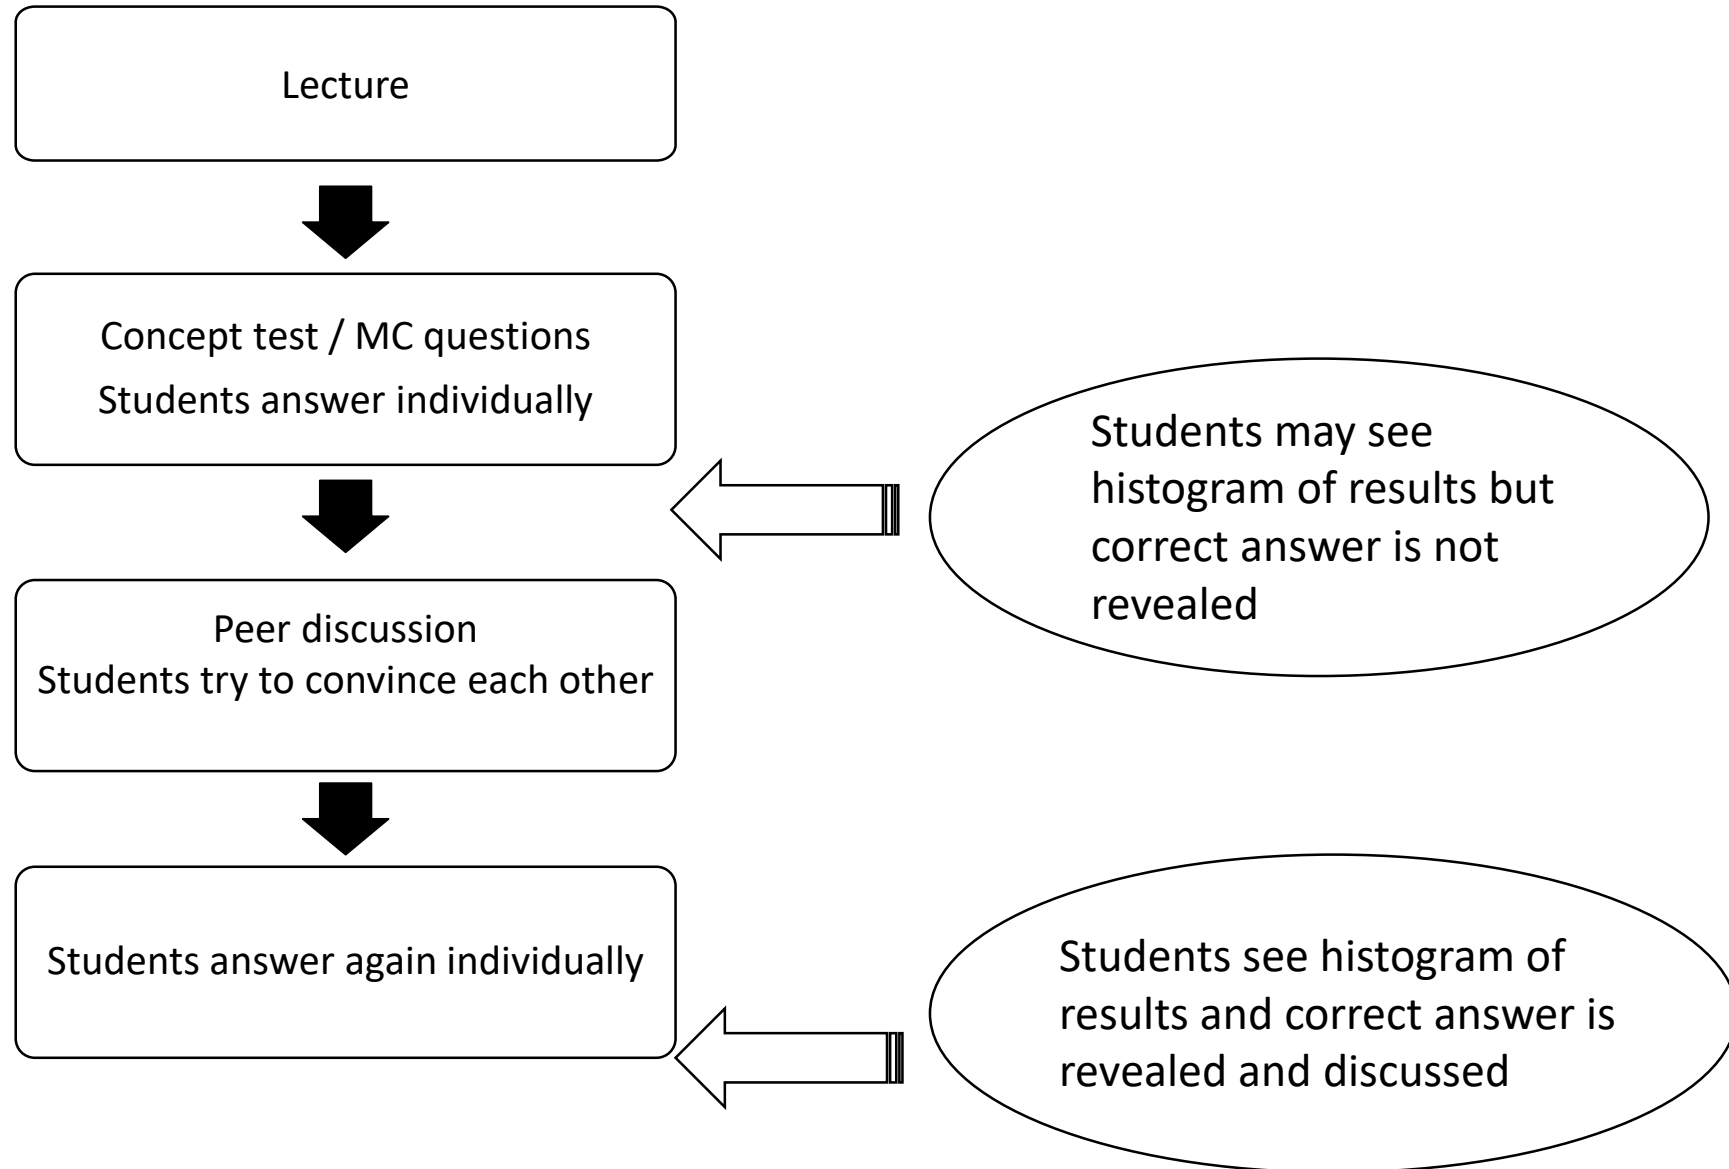 Lecture
Concept test / MC questions
Students answer individually
Students may see
histogram of results but
correct answer is not
revealed
Peer discussion
Students try to convince each other
Students answer again individually
Students see histogram of
results and correct answer is
revealed and discussed